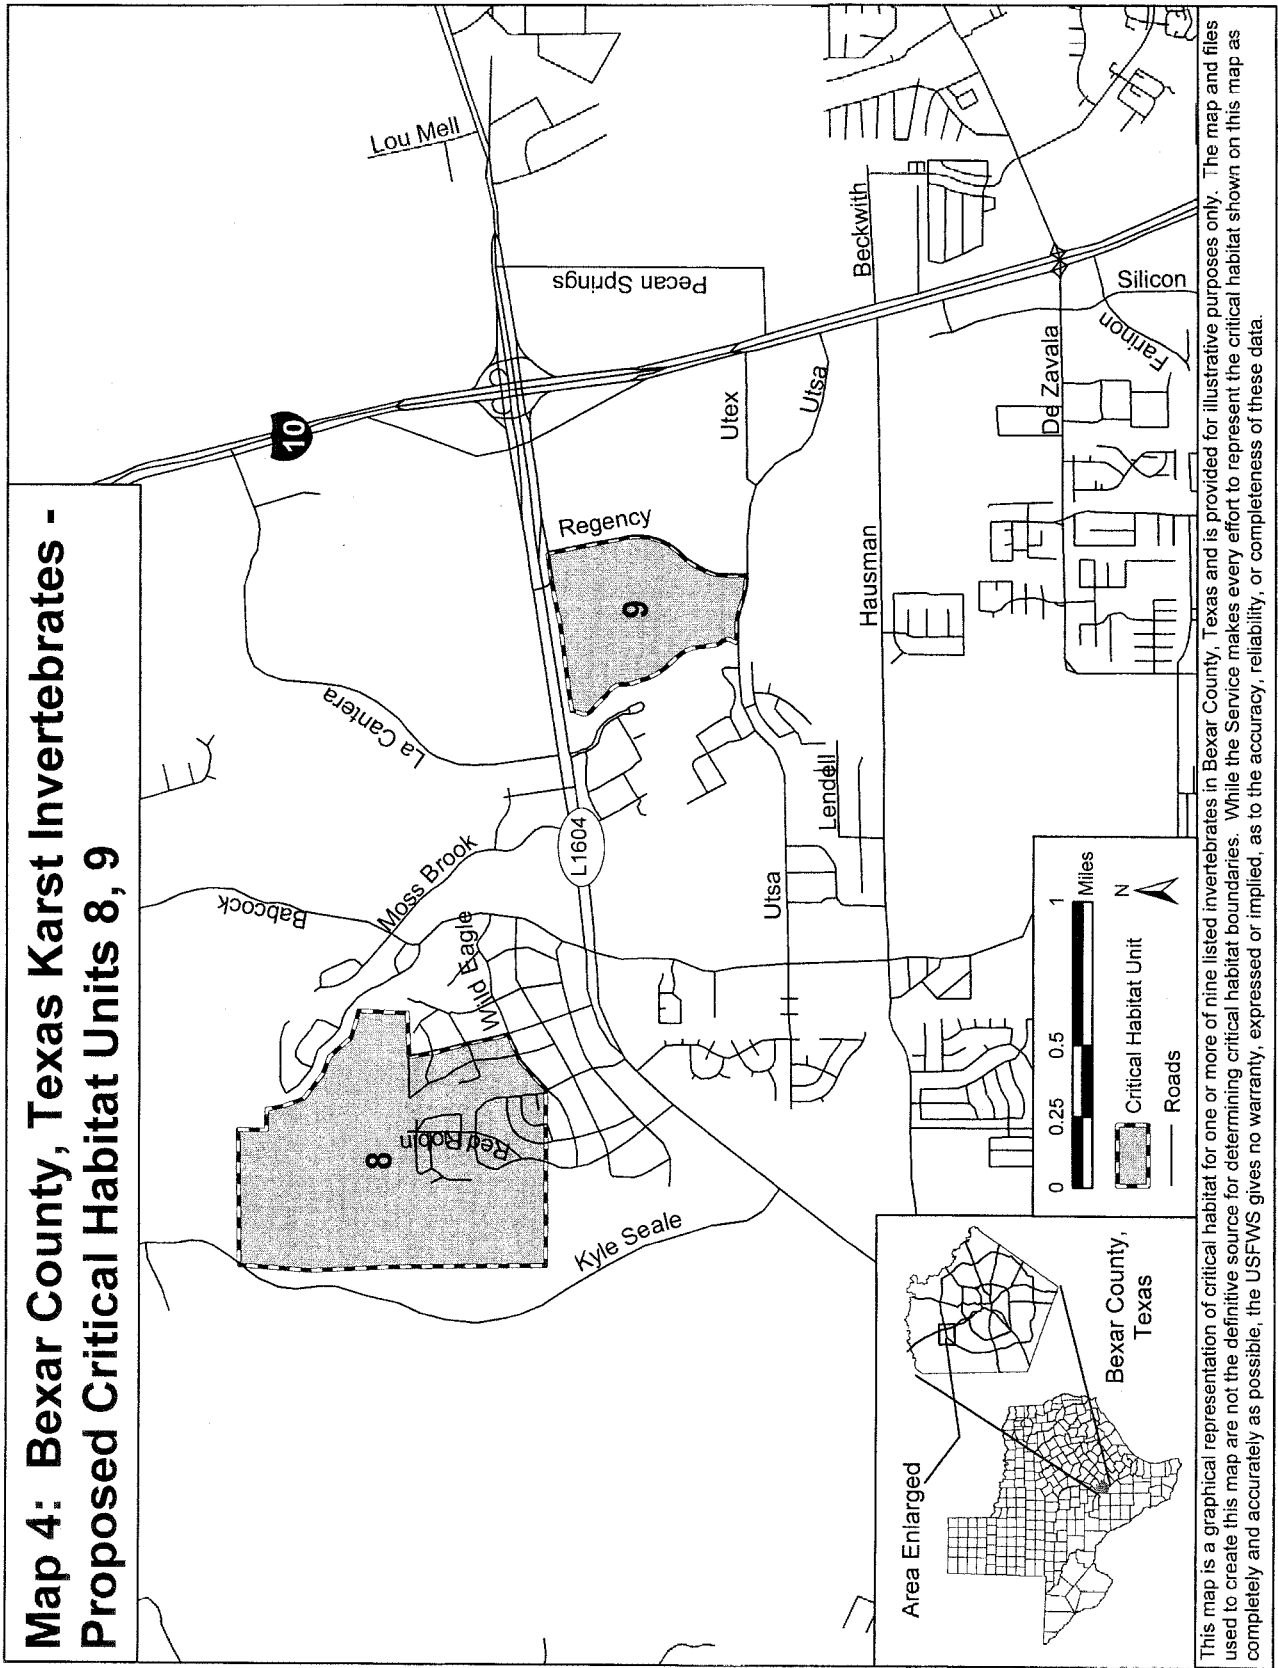 Map 4: Bexar County, Texas Karst Invertebrates -
Proposed Critical Habitat Units 8, 9
Lou Mell
10
Pecan Springs
Beckwith
Silicon
Farinon
De Zavala
Utsa
Utex
Regency
9
Hausman
La Cantera
L1604
Lendell
Utsa
Babcock
Moss Brook
Wild Eagle
8
Red Robin
Kyle Seale
0 0.25 0.5 1
Miles
N
Critical Habitat Unit
Roads
Area Enlarged
Bexar County,
Texas
This map is a graphical representation of critical habitat for one or more of nine listed invertebrates in Bexar County, Texas and is provided for illustrative purposes only. The map and files
used to create this map are not the definitive source for determining critical habitat boundaries. While the Service makes every effort to represent the critical habitat shown on this map as
completely and accurately as possible, the USFWS gives no warranty, expressed or implied, as to the accuracy, reliability, or completeness of these data.